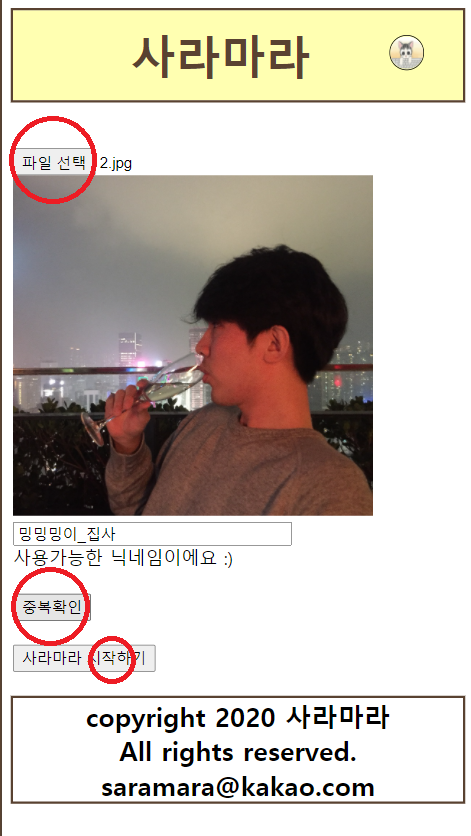 사라마라
파일 선택 2.jpg
밍밍밍이_집사
사용가능한 닉네임이에요 :)
중복확인
사라마라 시작하기
copyright 2020 사라마라
All rights reserved.
saramara@kakao.com